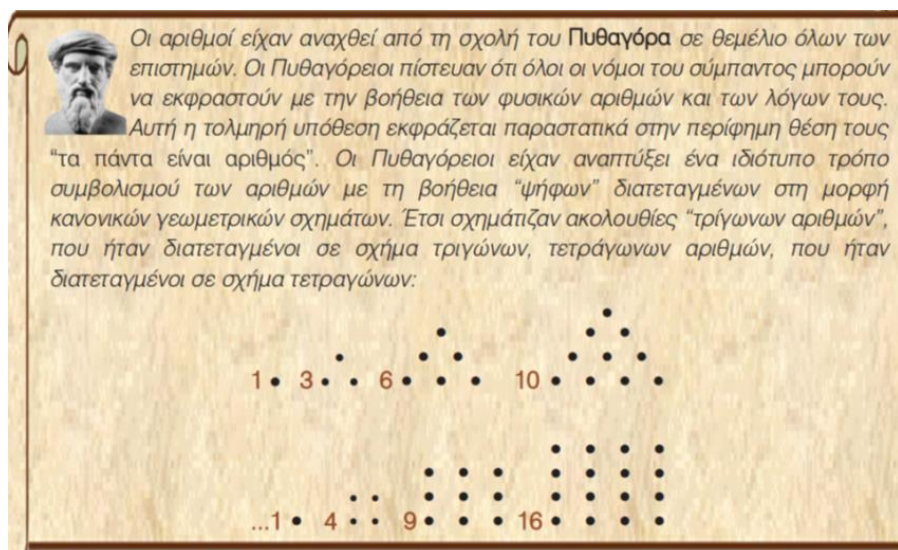 Οι αριθμοί είχαν αναχθεί από τη σχολή του Πυθαγόρα σε θεμέλιο όλων των
επιστημών. Οι Πυθαγόρειοι πίστευαν ότι όλοι οι νόμοι του σύμπαντος μπορούν
να εκφραστούν με την βοήθεια των φυσικών αριθμών και των λόγων τους.
Αυτή η τολμηρή υπόθεση εκφράζεται παραστατικά στην περίφημη θέση τους
“τα πάντα είναι αριθμός”. Οι Πυθαγόρειοι είχαν αναπτύξει ένα ιδιότυπο τρόπο
συμβολισμού των αριθμών με τη βοήθεια “ψήφων” διατεταγμένων στη μορφή
κανονικών γεωμετρικών σχημάτων. Έτσι σχημάτιζαν ακολουθίες “τρίγωνων αριθμών”,
που ήταν διατεταγμένοι σε σχήμα τριγώνων, τετράγωνων αριθμών, που ήταν
διατεταγμένοι σε σχήμα τετραγώνων:
1 3 6 10
...1 4 9 16